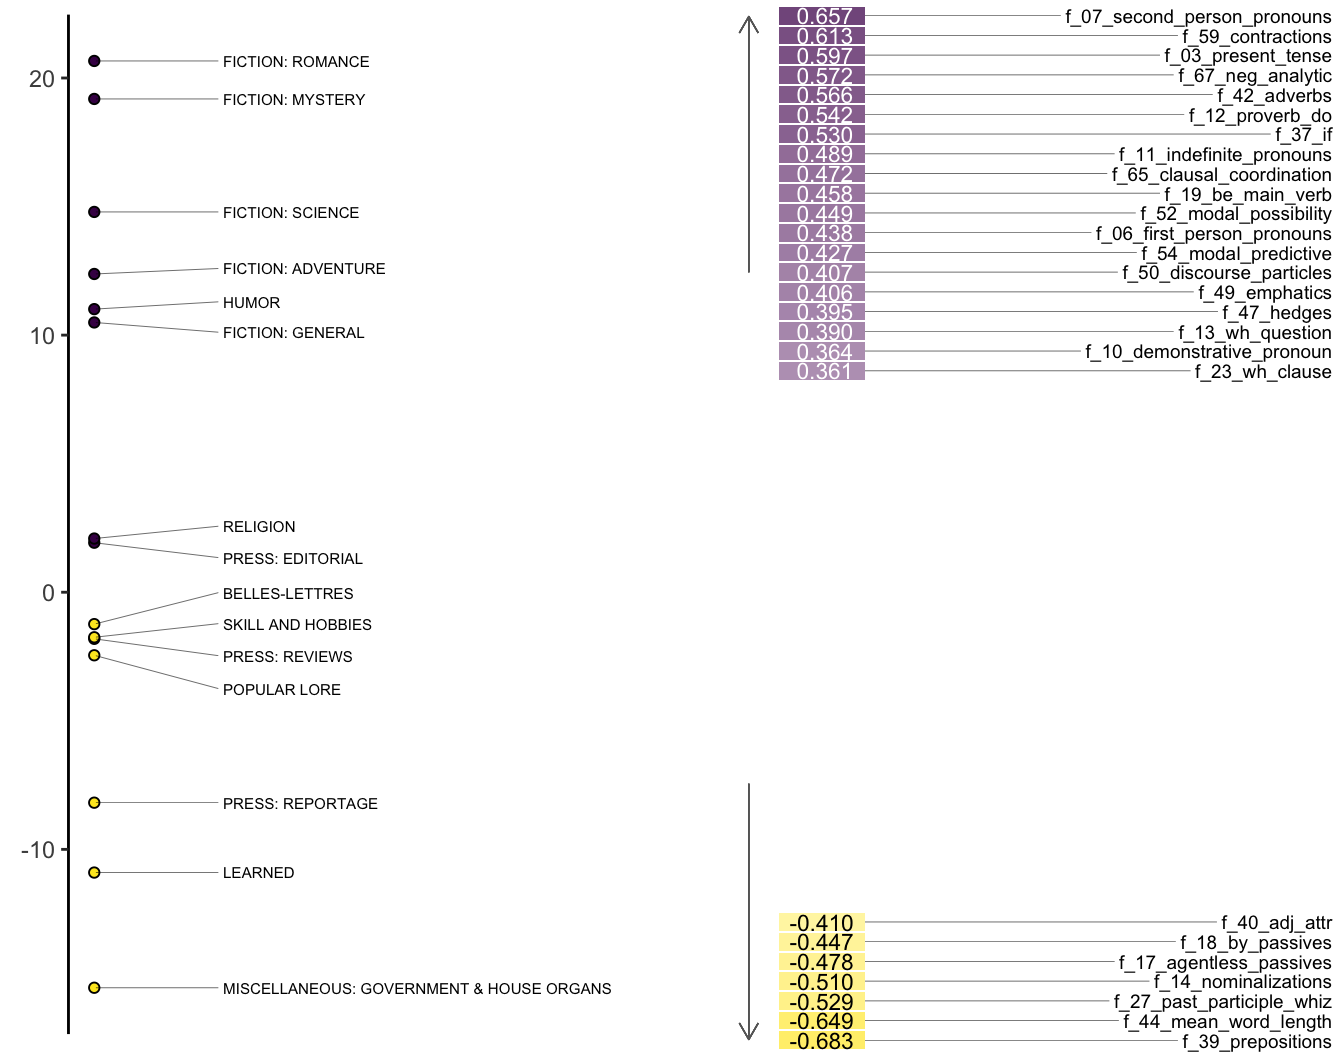 20
10
0
-10
FICTION: ROMANCE
FICTION: MYSTERY
FICTION: SCIENCE
FICTION: ADVENTURE
HUMOR
FICTION: GENERAL
RELIGION
PRESS: EDITORIAL
BELLES-LETTRES
SKILL AND HOBBIES
PRESS: REVIEWS
POPULAR LORE
PRESS: REPORTAGE
LEARNED
MISCELLANEOUS: GOVERNMENT & HOUSE ORGANS
0.657 f_07_second_person_pronouns
0.613 f_59_contractions
0.597 f_03_present_tense
0.572 f_67_neg_analytic
0.566 f_42_adverbs
0.542 f_12_proverb_do
0.530 f_37_if
0.489 f_11_indefinite_pronouns
0.472 f_65_clausal_coordination
0.458 f_19_be_main_verb
0.449 f_52_modal_possibility
0.438 f_06_first_person_pronouns
0.427 f_54_modal_predictive
0.407 f_50_discourse_particles
0.406 f_49_emphatics
0.395 f_47_hedges
0.390 f_13_wh_question
0.364 f_10_demonstrative_pronoun
0.361 f_23_wh_clause
-0.410 f_40_adj_attr
-0.447 f_18_by_passives
-0.478 f_17_agentless_passives
-0.510 f_14_nominalizations
-0.529 f_27_past_participle_whiz
-0.649 f_44_mean_word_length
-0.683 f_39_prepositions